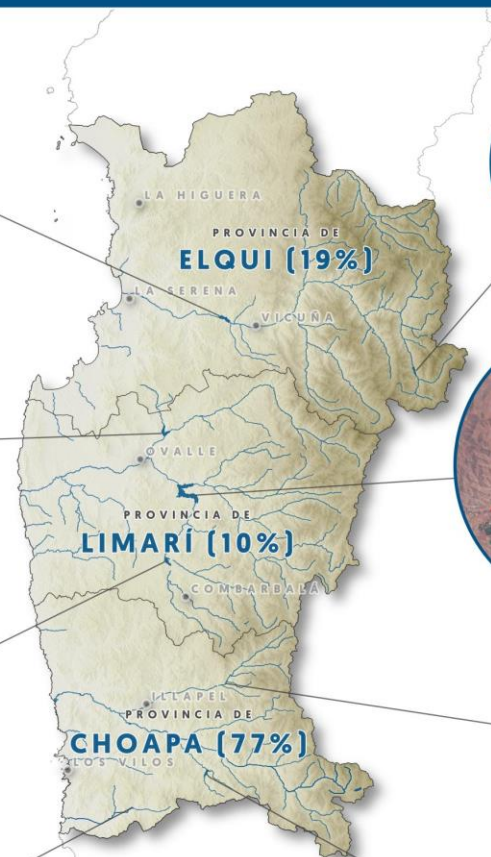 LA HIGUERA
PROVINCIA DE
ELQUI (19%)
LA SERENA
VICUÑA
OVALLE
PROVINCIA DE
LIMARÍ (10%)
COMBARBALÁ
ILLAPEL
PROVINCIA DE
CHOAPA (77%)
LOS VILOS